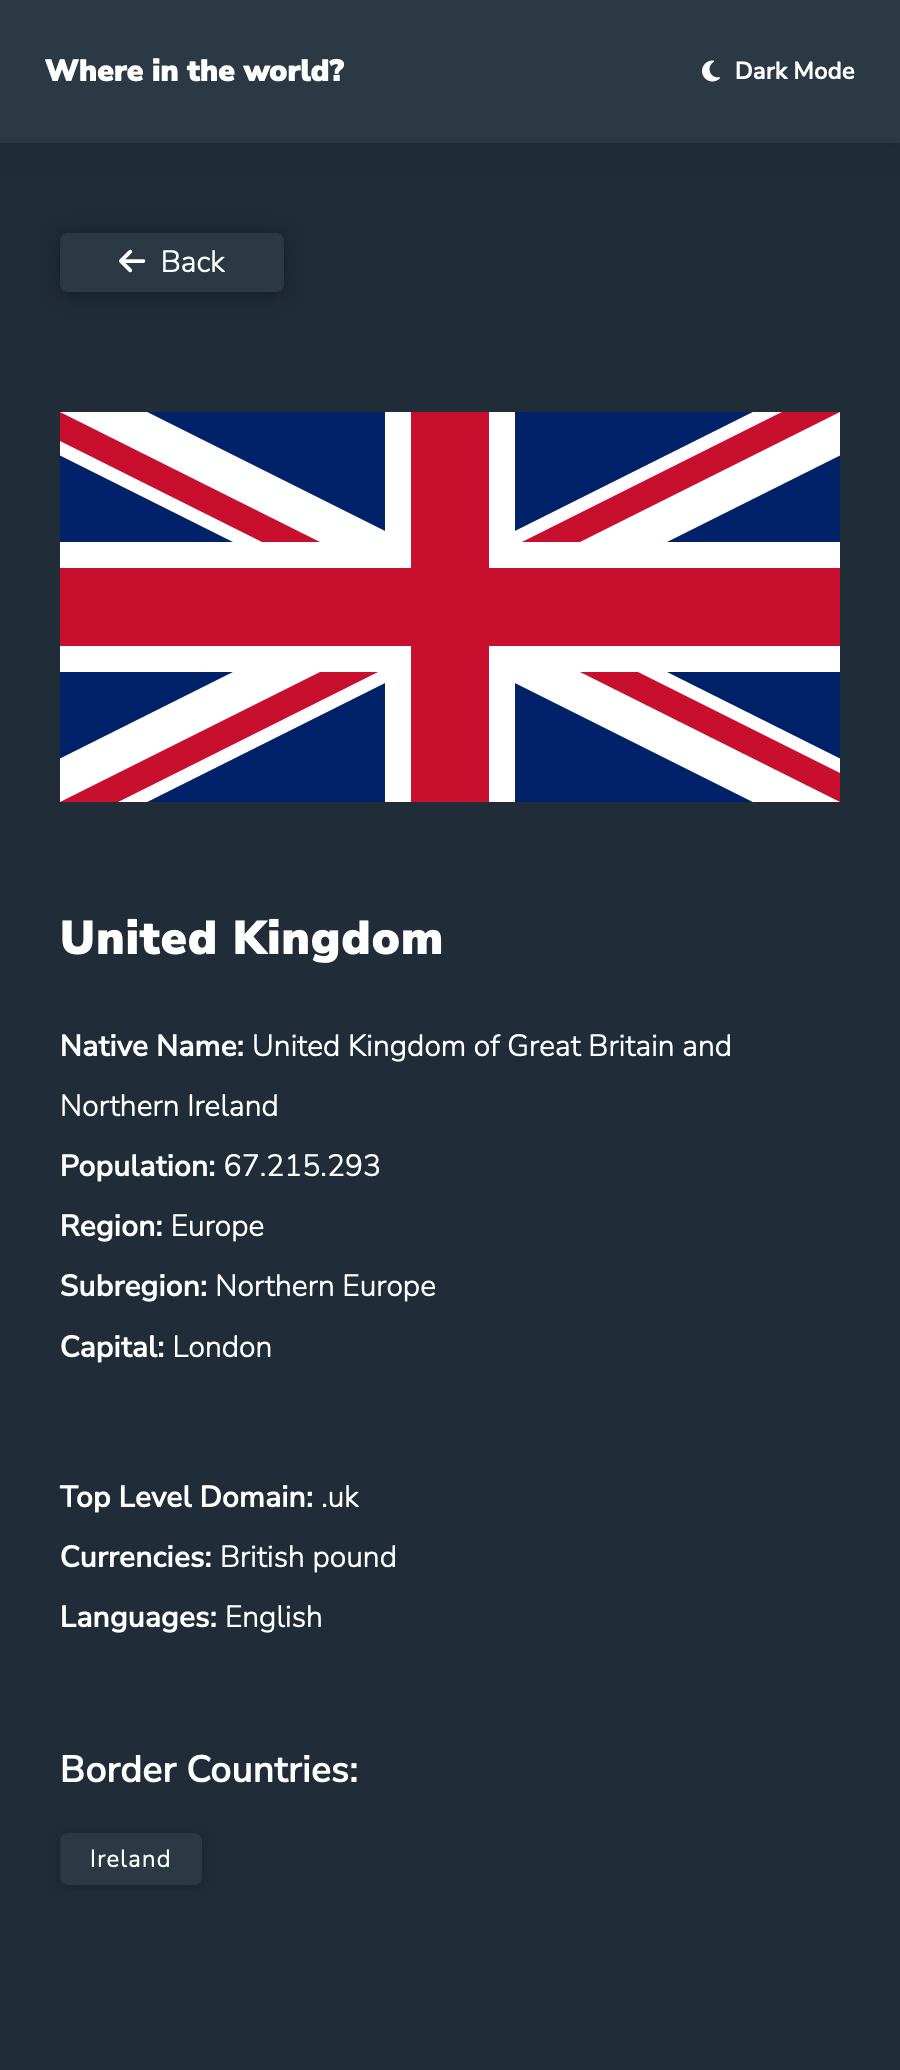 Where in the world?
Dark Mode
Back
United Kingdom
Native Name: United Kingdom of Great Britain and
Northern Ireland
Population: 67.215.293
Region: Europe
Subregion: Northern Europe
Capital: London
Top Level Domain: .uk
Currencies: British pound
Languages: English
Border Countries:
Ireland